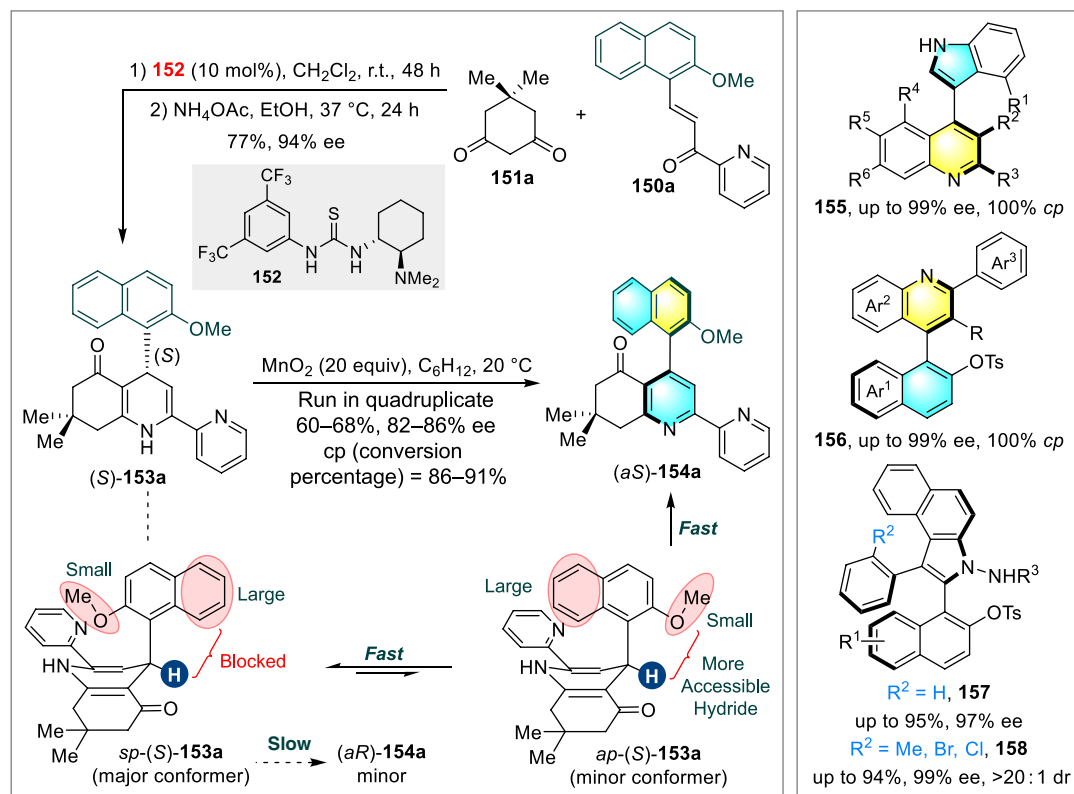 1) 152 (10 mol%), CH2Cl2, r.t., 48 h
2) NH4OAc, EtOH, 37 °C, 24 h
77%, 94% ee
Me Me
O O
151a
+
OMe
O
N
150a
CF3
F3C
S
N
H
N
H
NMe2
152
OMe
(S)
O
Me
Me
N
H
N
(S)-153a
MnO2 (20 equiv), C6H12, 20 °C
Run in quadruplicate
60–68%, 82–86% ee
cp (conversion
percentage) = 86–91%
OMe
O
Me
Me
N
N
(aS)-154a
Fast
Small
Me
O
Large
N
HN
Blocked
H
O
Me
Me
sp-(S)-153a
(major conformer)
Fast
Slow
(aR)-154a
minor
Large
Me
O
Small
N
HN
H
More
Accessible
Hydride
O
Me
Me
ap-(S)-153a
(minor conformer)
HN
R1
R4
R2
R5
R6
N
R3
155, up to 99% ee, 100% cp
N
Ar3
Ar2
R
OTs
Ar1
156, up to 99% ee, 100% cp
R2
N
NHR3
OTs
R1
R2 = H, 157
up to 95%, 97% ee
R2 = Me, Br, Cl, 158
up to 94%, 99% ee, >20:1 dr